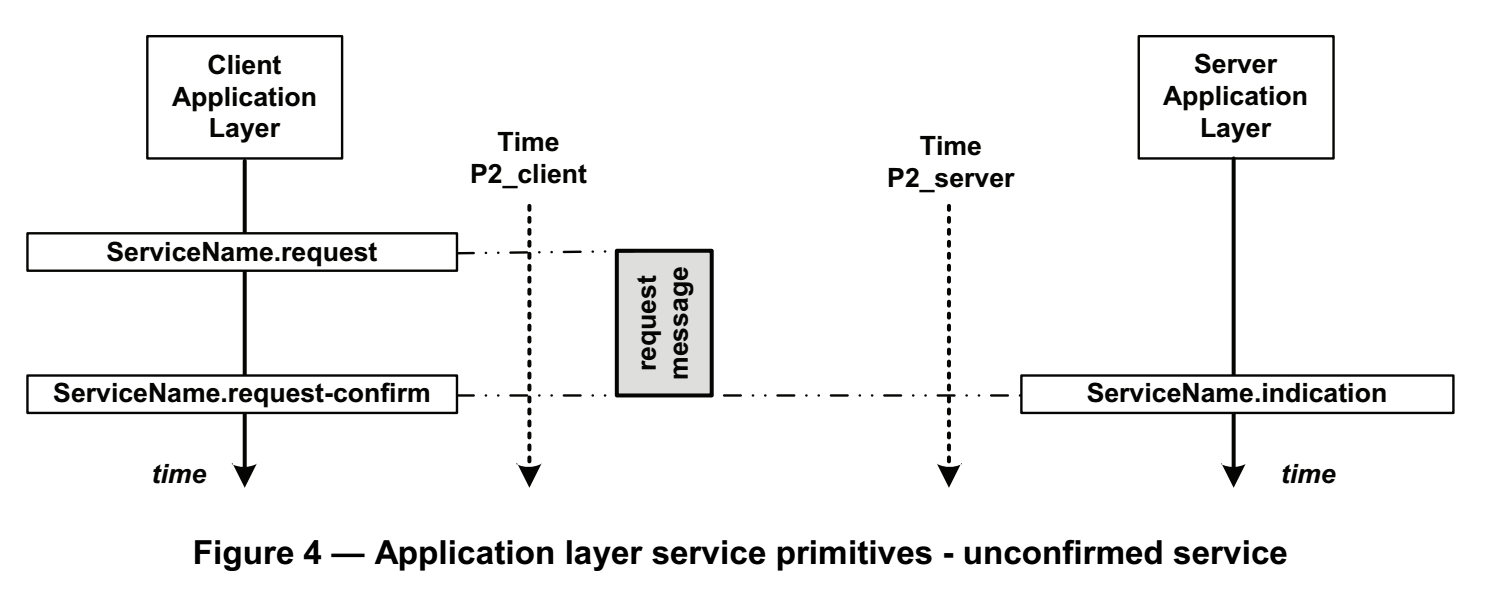 Client
Application
Layer
Server
Application
Layer
Time
P2_client
Time
P2_server
ServiceName.request
request
message
ServiceName.request-confirm
ServiceName.indication
time
time
Figure 4 — Application layer service primitives - unconfirmed service